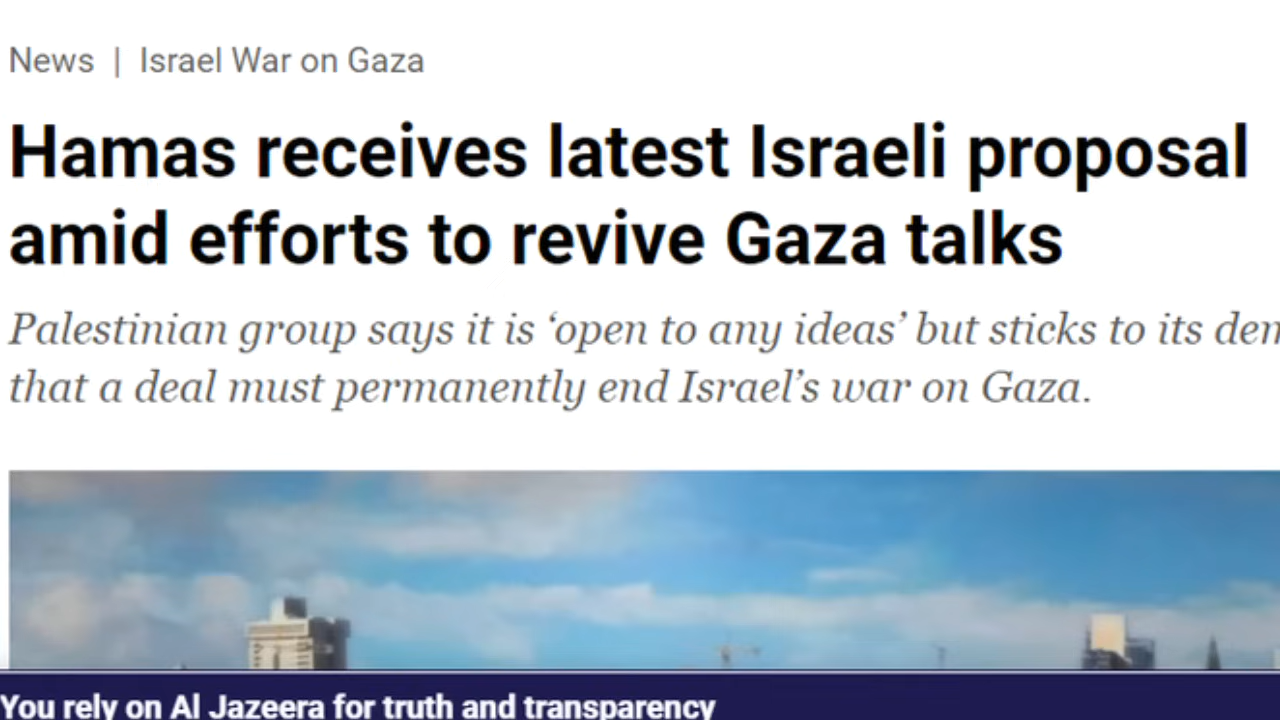 News | Israel War on Gaza
Hamas receives latest Israeli proposal
amid efforts to revive Gaza talks
Palestinian group says it is ‘open to any ideas’ but sticks to its
that a deal must permanently end Israel’s war on Gaza.
You rely on Al Jazeera for truth and transparency